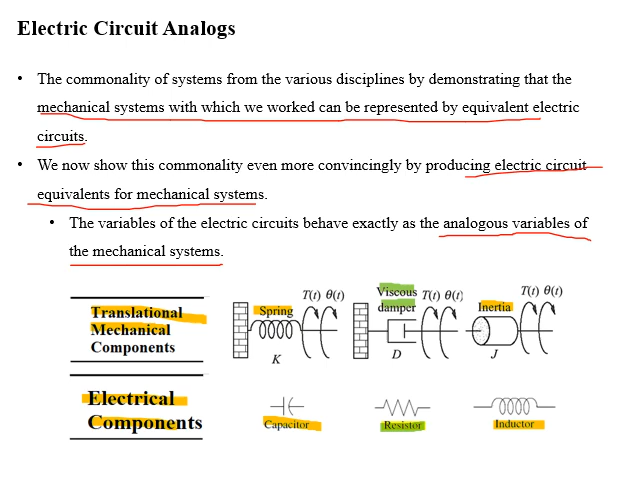 Electric Circuit Analogs
• The commonality of systems from the various disciplines by demonstrating that the
mechanical systems with which we worked can be represented by equivalent electric
circuits.
• We now show this commonality even more convincingly by producing electric circuit
equivalents for mechanical systems.
• The variables of the electric circuits behave exactly as the analogous variables of
the mechanical systems.
Translational
Mechanical
Components
Spring
T(t) θ(t)
K
Viscous
damper
T(t) θ(t)
D
Inertia
T(t) θ(t)
J
Electrical
Components
Capacitor
Resistor
Inductor